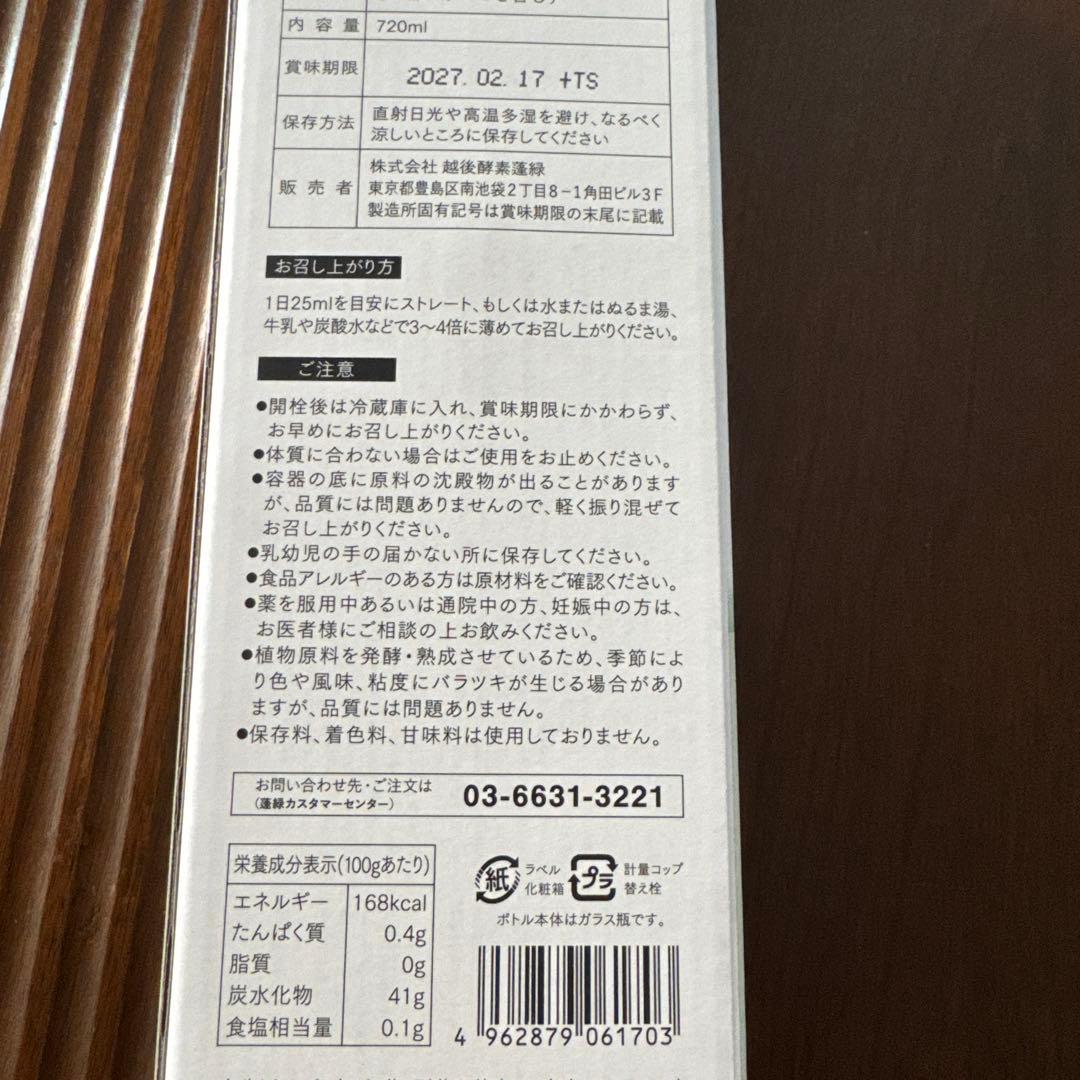 内容量 720ml
賞味期限 2027. 02. 17 +TS
保存方法 直射日光や高温多湿を避け、なるべく
涼しいところに保存してください
株式会社 越後酵素蓬緑
販売者 東京都豊島区南池袋2丁目8-1角田ビル3F
製造所固有記号は賞味期限の末尾に記載
お召し上がり方
1日25mlを目安にストレート、もしくは水またはぬるま湯、
牛乳や炭酸水などで3〜4倍に薄めてお召し上がりください。
ご注意
●開栓後は冷蔵庫に入れ、賞味期限にかかわらず、
お早めにお召し上がりください。
●体質に合わない場合はご使用をお止めください。
●容器の底に原料の沈殿物が出ることがあります
が、品質には問題ありませんので、軽く振り混ぜて
お召し上がりください。
●乳幼児の手の届かない所に保存してください。
●食品アレルギーのある方は原材料をご確認ください。
●薬を服用中あるいは通院中の方、妊娠中の方は、
お医者様にご相談の上お飲みください。
●植物原料を発酵・熟成させているため、季節によ
り色や風味、粘度にバラツキが生じる場合があり
ますが、品質には問題ありません。
●保存料、着色料、甘味料は使用しておりません。
お問い合わせ先・ご注文は
(蓬緑カスタマーセンター)
03-6631-3221
栄養成分表示(100gあたり)
エネルギー 168kcal
たんぱく質 0.4g
脂質 0g
炭水化物 41g
食塩相当量 0.1g
紙 ラベル
化粧箱
プラ 計量コップ
替え栓
ボトル本体はガラス瓶です。
4 962879 061703